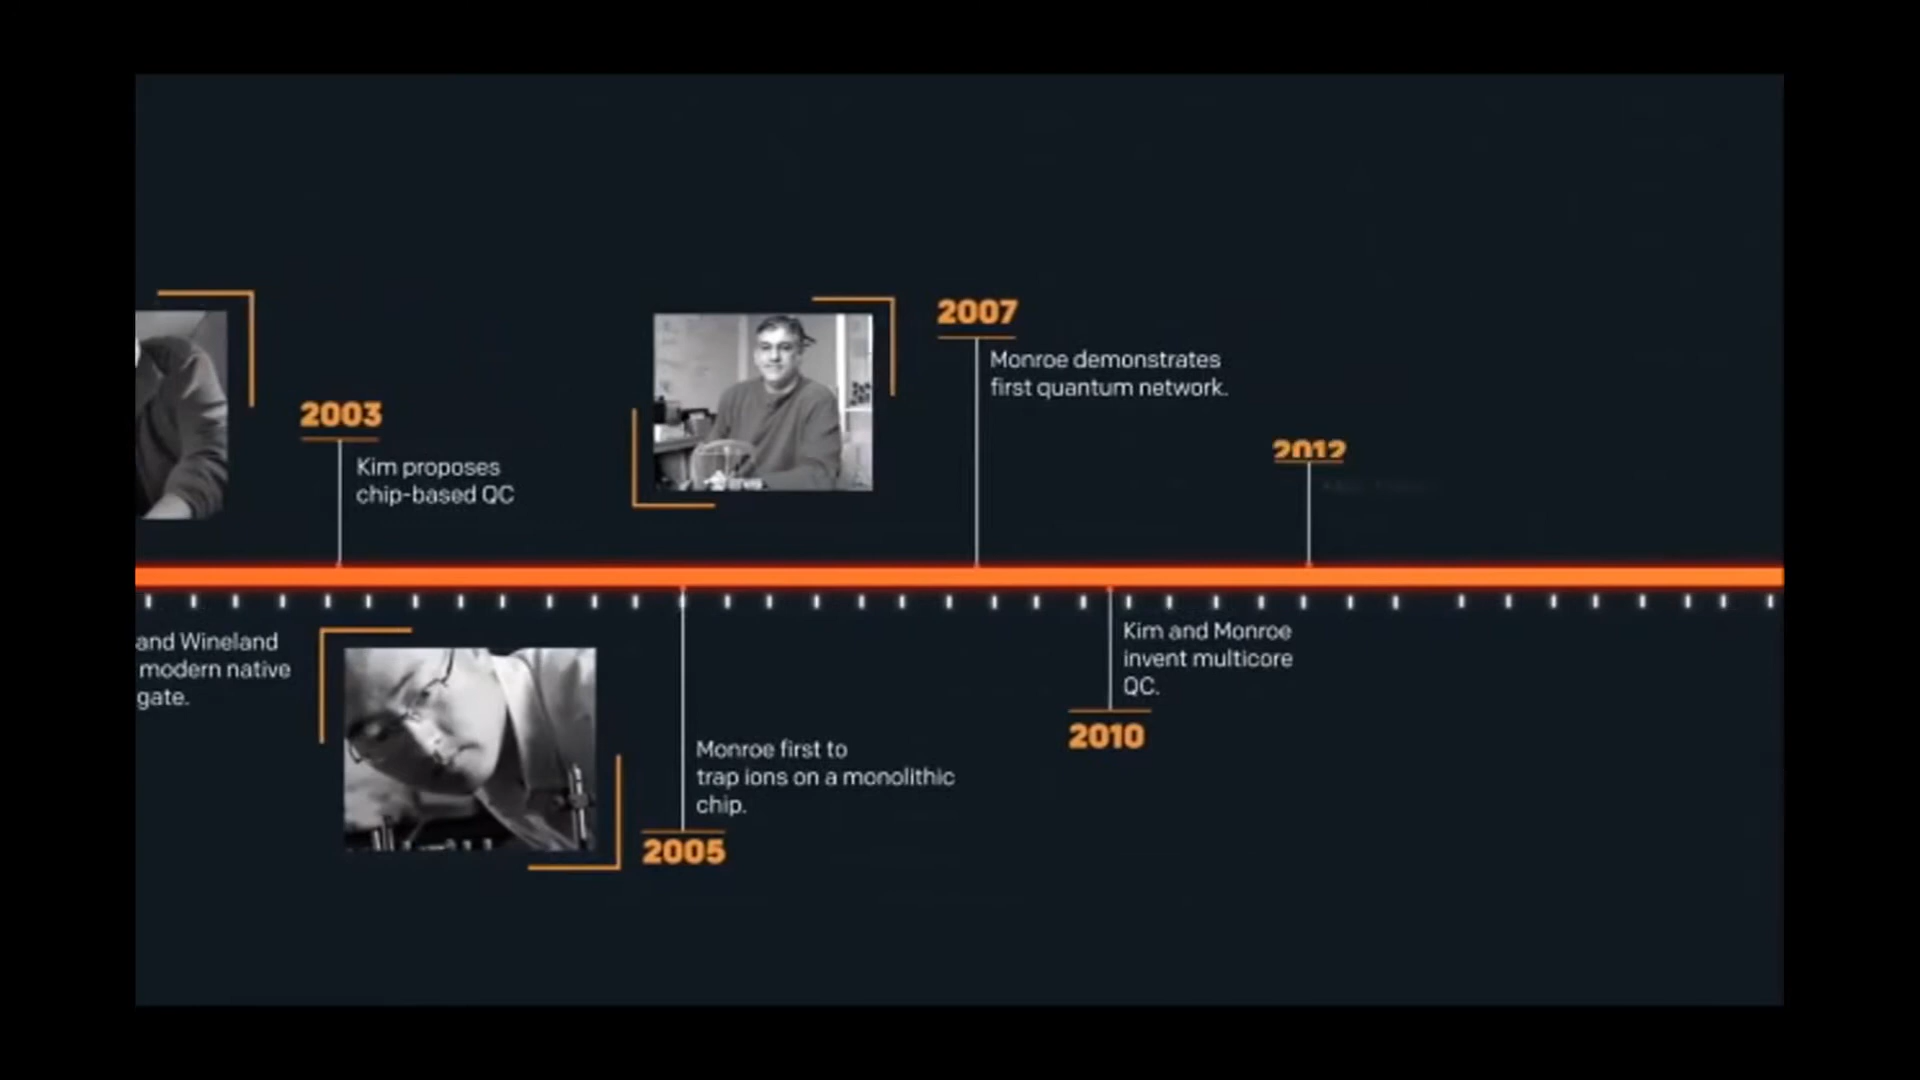 2003
Kim proposes
chip-based QC
2007
Monroe demonstrates
first quantum network.
2012
and Wineland
modern native
gate.
Monroe first to
trap ions on a monolithic
chip.
2005
Kim and Monroe
invent multicore
QC.
2010